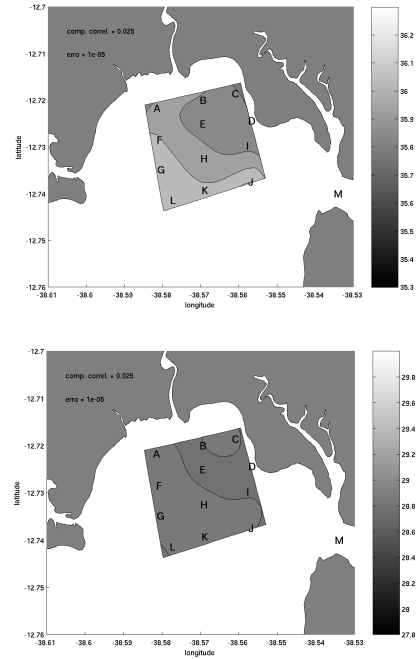 -12.7
comp. correl. = 0.025
36.2
-12.71
erro = 1e-05
36.1
-12.72
A B C
36
D
E
35.9
-12.73
F
I
latitude
H
35.8
G
J
35.7
-12.74
K
L
M
35.6
-12.75
35.5
35.4
-12.76
35.3
-38.61 -38.6 -38.59 -38.58 -38.57 -38.56 -38.55 -38.54 -38.53
longitude
-12.7
comp. correl. = 0.025
29.8
-12.71
erro = 1e-05
29.6
29.4
-12.72
A B C
29.2
D
E
29
-12.73
F
I
latitude
H
28.8
G
J
-12.74
K
L
M
28.6
28.4
-12.75
28.2
28
-12.76
27.8
-38.61 -38.6 -38.59 -38.58 -38.57 -38.56 -38.55 -38.54 -38.53
longitude